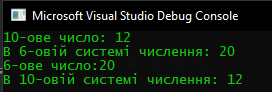 Microsoft Visual Studio Debug Console
10-ове число: 12
В 6-овій системі числення: 20
6-ове число:20
В 10-овій системі числення: 12